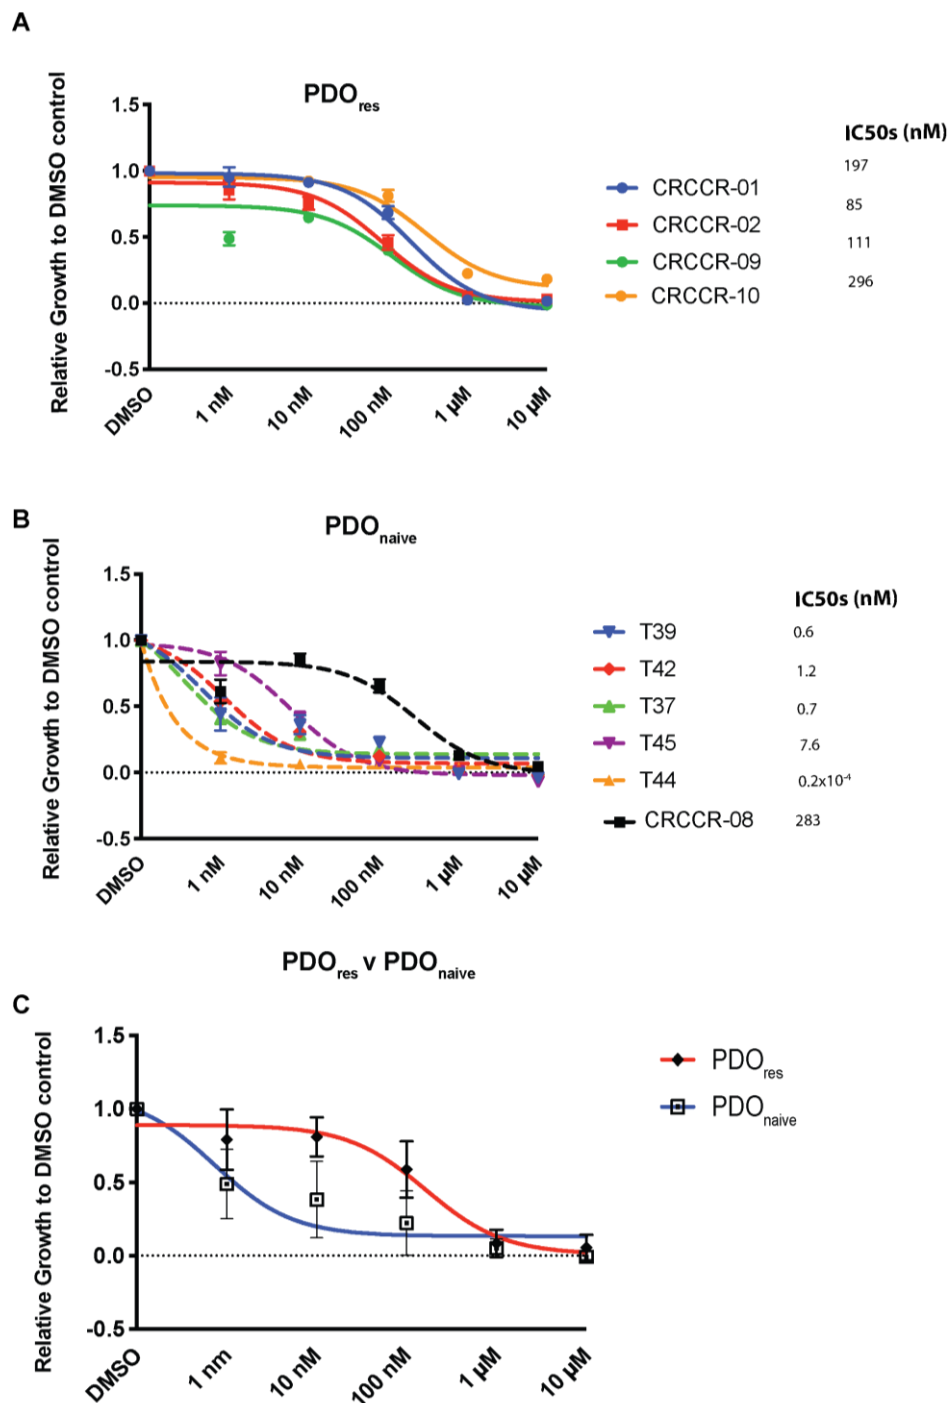 A
PDOres
Relative Growth to DMSO control
1.5
1.0
0.5
0.0
-0.5
DMSO
1 nM
10 nM
100 nM
1 µM
10 µM
IC50s (nM)
CRCCR-01 197
CRCCR-02 85
CRCCR-09 111
CRCCR-10 296
B
PDOnaive
Relative Growth to DMSO control
1.5
1.0
0.5
0.0
-0.5
DMSO
1 nM
10 nM
100 nM
1 µM
10 µM
IC50s (nM)
T39 0.6
T42 1.2
T37 0.7
T45 7.6
T44 0.2x10⁻⁴
CRCCR-08 283
PDOres v PDOnaive
C
Relative Growth to DMSO control
1.5
1.0
0.5
0.0
-0.5
DMSO
1 nm
10 nM
100 nM
1 µM
10 µM
PDOres
PDOnaive